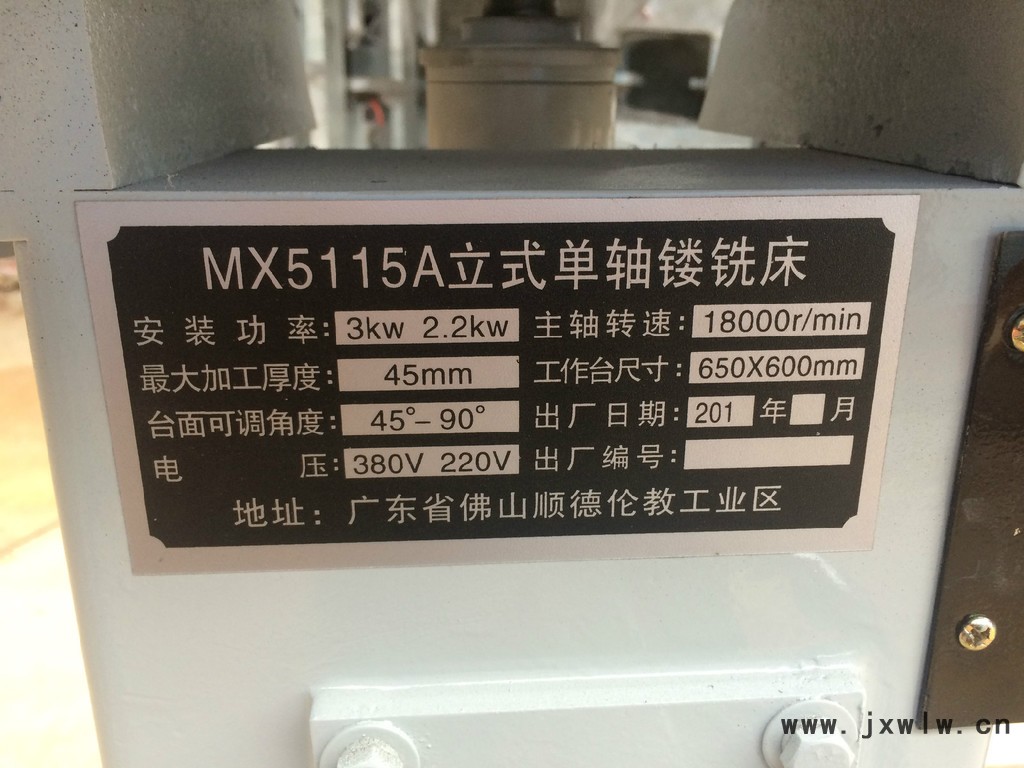 MX5115A立式单轴镂铣床
安装功率:3kw 2.2kw 主轴转速:18000r/min
最大加工厚度:45mm 工作台尺寸:650X600mm
台面可调角度:45°-90° 出厂日期:201 年 月
电压:380V 220V 出厂编号:
地址:广东省佛山顺德伦教工业区
www.jxwlw.cn